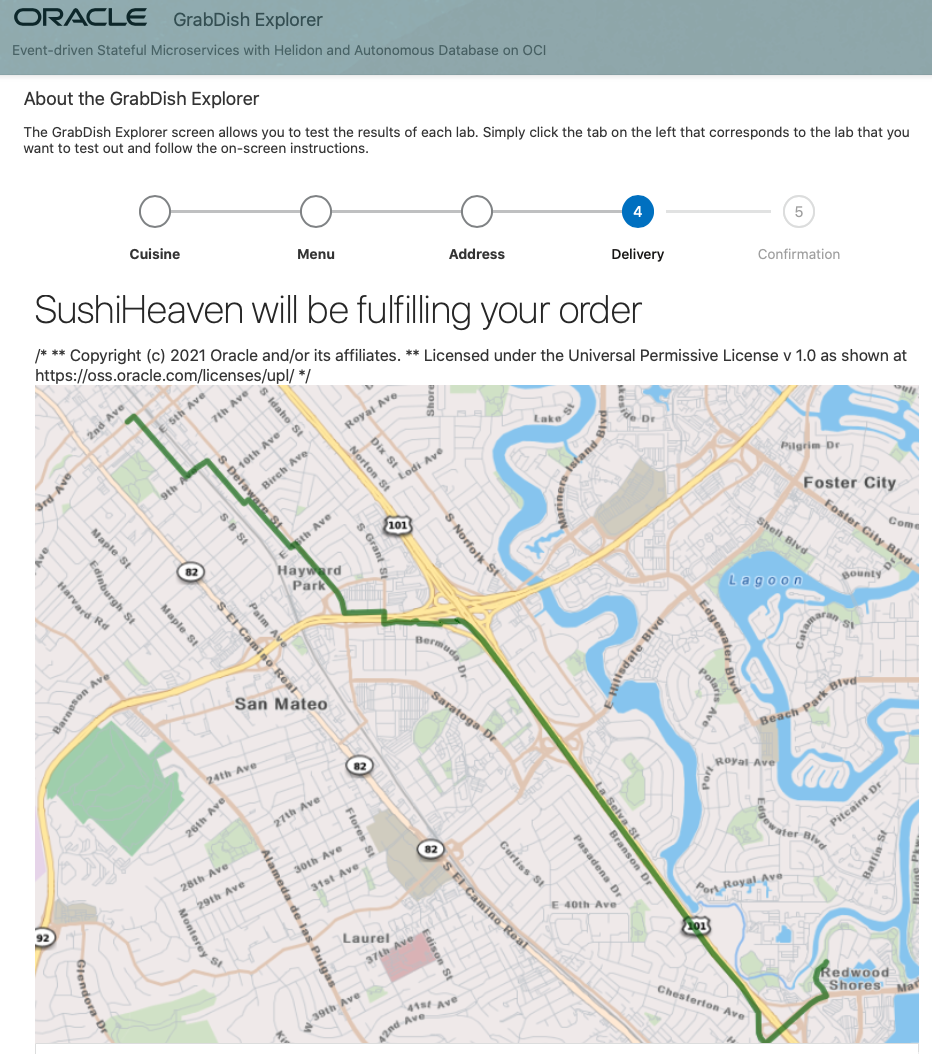 ORACLE GrabDish Explorer
Event-driven Stateful Microservices with Helidon and Autonomous Database on OCI
About the GrabDish Explorer
The GrabDish Explorer screen allows you to test the results of each lab. Simply click the tab on the left that corresponds to the lab that you
want to test out and follow the on-screen instructions.
4 5
Cuisine Menu Address Delivery Confirmation
SushiHeaven will be fulfilling your order
/* ** Copyright (c) 2021 Oracle and/or its affiliates. ** Licensed under the Universal Permissive License v 1.0 as shown at
https://oss.oracle.com/licenses/upl/ */
2nd Ave
E 5th Ave
7th Ave
S Idaho St
Royal Ave
Shore
Lake St
eside Dr
Gull
10th Ave
Birch Ave
Dix St
Norton St
Lodi Ave
Mariners Island Blvd
Pilgrim Dr
Foster City
3rd Ave
9th A
S Delaware St
S B St
S Grant St
101
S Norfolk St
Foster City Blvd
Shell Blvd
Come
Maple St
82
Hayward
Park
Lagoon
Bounty Dr
Edinburgh St
Harvard Rd
Maple St
Palm Ave
S El Camino Real
Bermuda Dr
Edgewater Blvd
Catamaran St
E Hillsdale Blvd
Barneson Ave
San Mateo
Saratoga Dr
Polaris Ave
Beach Park Blvd
24th Ave
82
Port Royal Ave
26th Ave
27th Ave
Flores St
La Selva St
Edgewater Blvd
Pitcairn Dr
82
Branson Dr
Baffin St
30th Ave
31st Ave
28th Ave
29th Ave
Alameda de las Pulgas
Curtiss St
Pasadena Dr
Port Royal Ave
Monterey St
S El Camino Real
E 40th Ave
101
92
Laurel
37th Ave
Edison St
Glendora Dr
Redwood
Shores
Chesterton Ave
W 39th Ave
41st Ave
42nd Ave